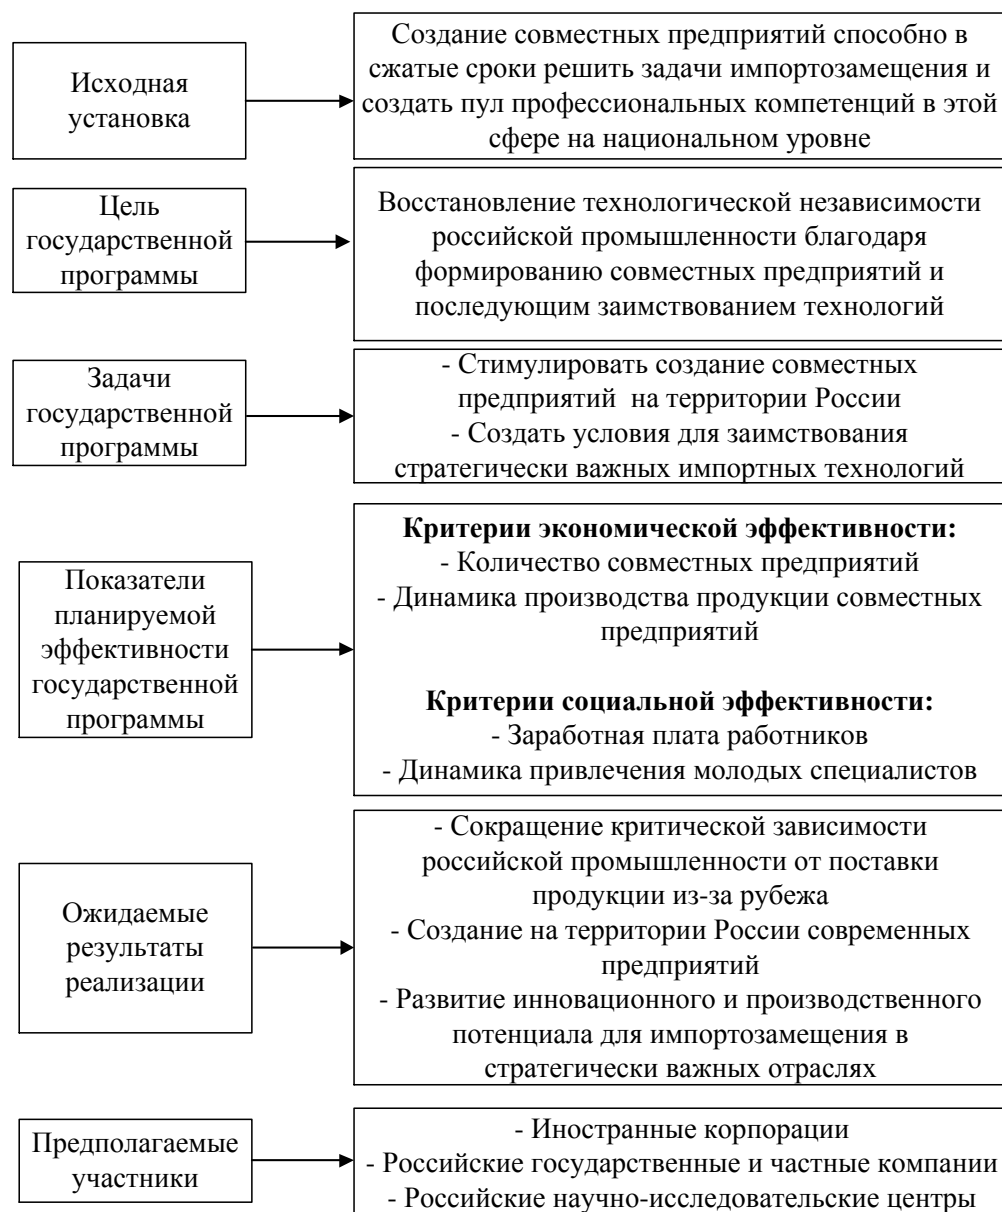 Исходная
установка
Создание совместных предприятий способно в
сжатые сроки решить задачи импортозамещения и
создать пул профессиональных компетенций в этой
сфере на национальном уровне
Цель
государственной
программы
Восстановление технологической независимости
российской промышленности благодаря
формированию совместных предприятий и
последующим заимствованием технологий
Задачи
государственной
программы
- Стимулировать создание совместных
предприятий на территории России
- Создать условия для заимствования
стратегически важных импортных технологий
Показатели
планируемой
эффективности
государственной
программы
Критерии экономической эффективности:
- Количество совместных предприятий
- Динамика производства продукции совместных
предприятий
Критерии социальной эффективности:
- Заработная плата работников
- Динамика привлечения молодых специалистов
Ожидаемые
результаты
реализации
- Сокращение критической зависимости
российской промышленности от поставки
продукции из-за рубежа
- Создание на территории России современных
предприятий
- Развитие инновационного и производственного
потенциала для импортозамещения в
стратегически важных отраслях
Предполагаемые
участники
- Иностранные корпорации
- Российские государственные и частные компании
- Российские научно-исследовательские центры